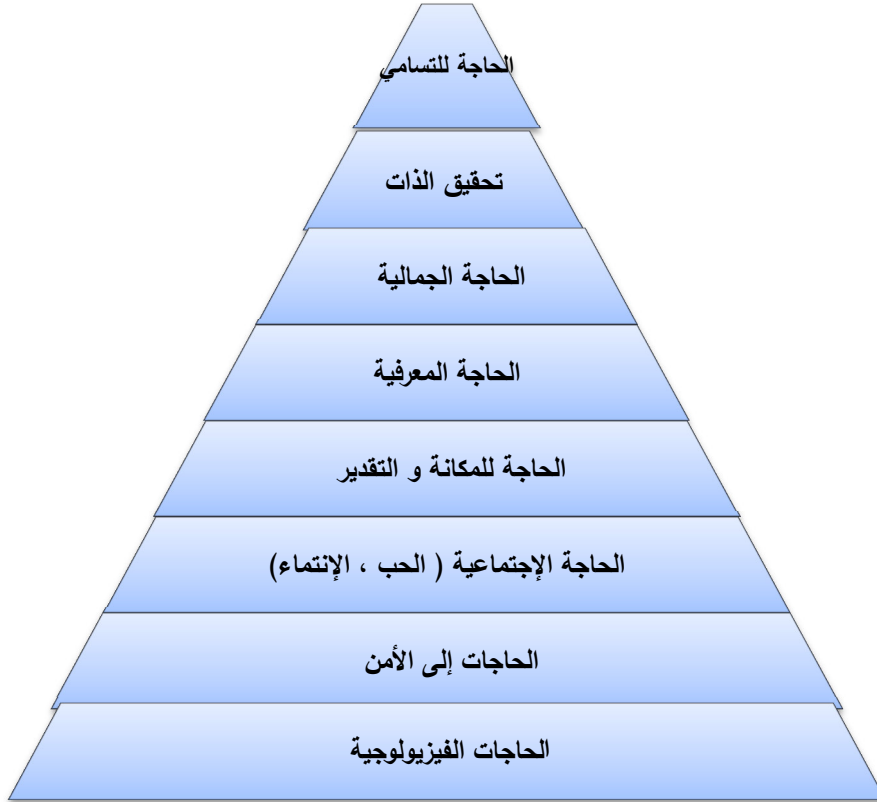 الحاجة للتسامي
تحقيق الذات
الحاجة الجمالية
الحاجة المعرفية
الحاجة للمكانة و التقدير
الحاجة الإجتماعية ( الحب ، الإنتماء)
الحاجات إلى الأمن
الحاجات الفيزيولوجية